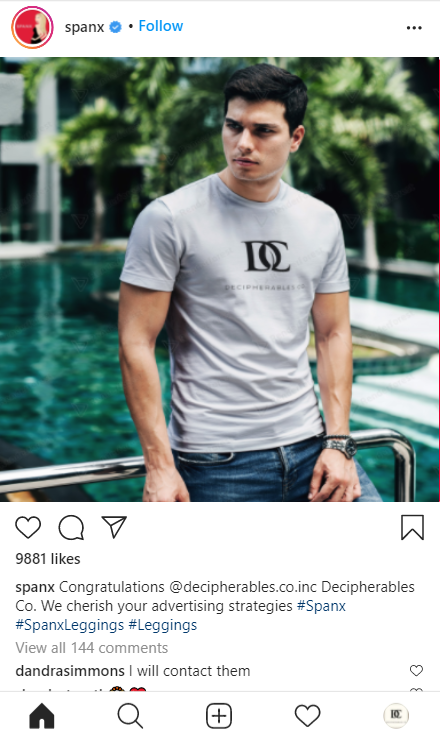 spanx • Follow
DC
DECIPHERABLES CO
9881 likes
spanx Congratulations @decipherables.co.inc Decipherables
Co. We cherish your advertising strategies #Spanx
#SpanxLeggings #Leggings
View all 144 comments
dandrasimmons I will contact them
DC